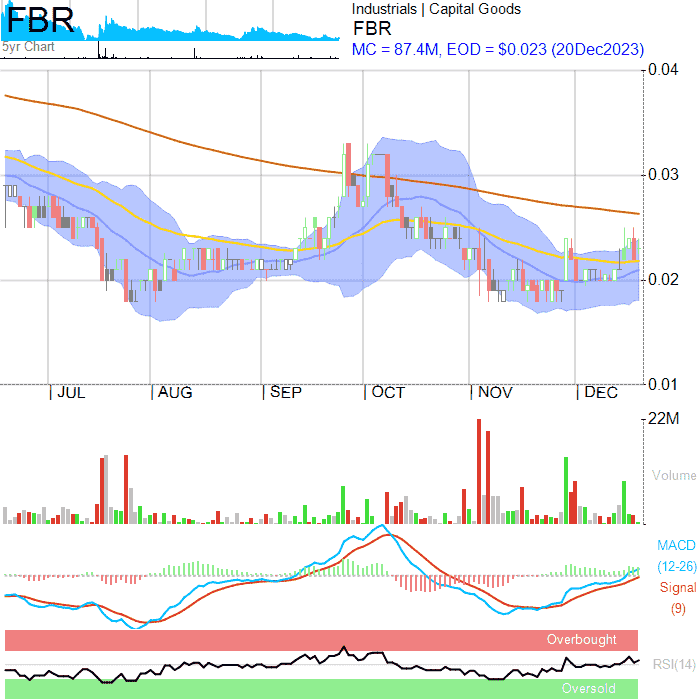 FBR
5yr Chart
Industrials | Capital Goods
FBR
MC = 87.4M, EOD = $0.023 (20Dec2023)
0.04
0.03
0.02
0.01
JUL AUG SEP OCT NOV DEC
22M
Volume
MACD
(12-26)
Signal
(9)
Overbought
RSI(14)
Oversold